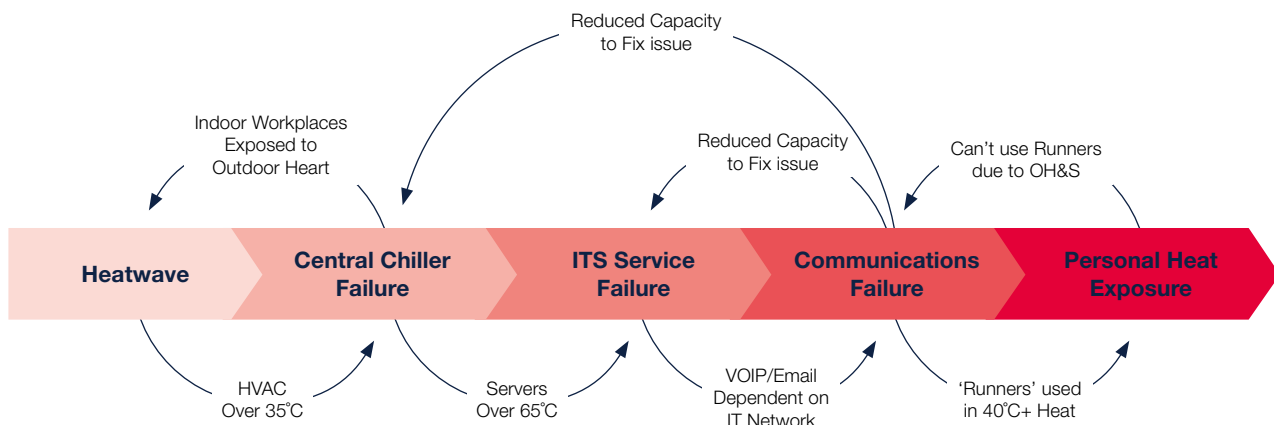 Reduced Capacity
to Fix issue
Indoor Workplaces
Exposed to
Outdoor Heart
Reduced Capacity
to Fix issue
Can't use Runners
due to OH&S
Heatwave
Central Chiller
Failure
ITS Service
Failure
Communications
Failure
Personal Heat
Exposure
HVAC
Over 35˚C
Servers
Over 65˚C
VOIP/Email
Dependent on
IT Network
‘Runners’ used
in 40˚C+ Heat